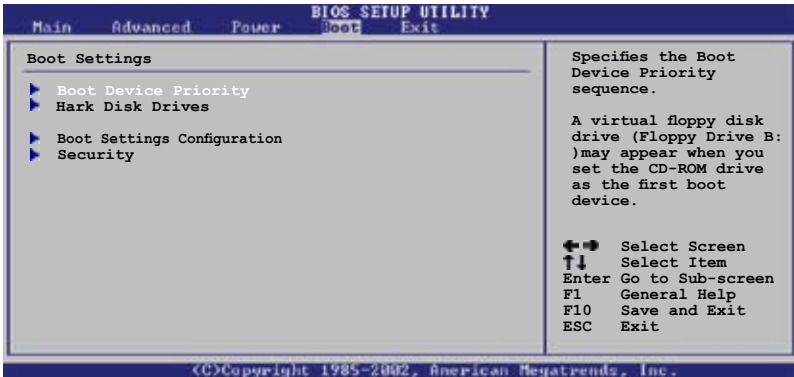 BIOS SETUP UTILITY
Main Advanced Power Boot Exit
Boot Settings
Boot Device Priority
Hark Disk Drives
Boot Settings Configuration
Security
Specifies the Boot
Device Priority
sequence.
A virtual floppy disk
drive (Floppy Drive B:
)may appear when you
set the CD-ROM drive
as the first boot
device.
←→ Select Screen
↑↓ Select Item
Enter Go to Sub-screen
F1 General Help
F10 Save and Exit
ESC Exit
(C)Copyright 1985-2002, American Megatrends, Inc.